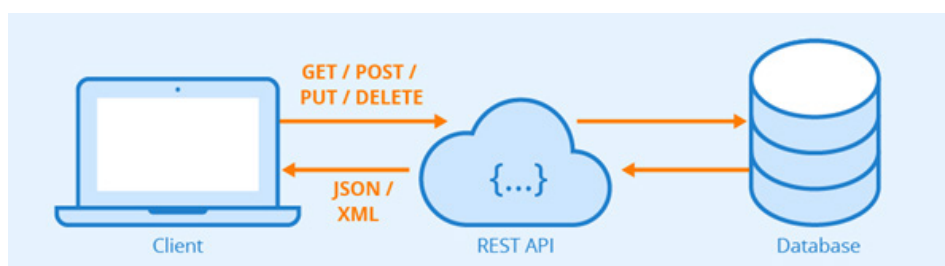 GET / POST /
PUT / DELETE
{...}
JSON /
XML
Client
REST API
Database